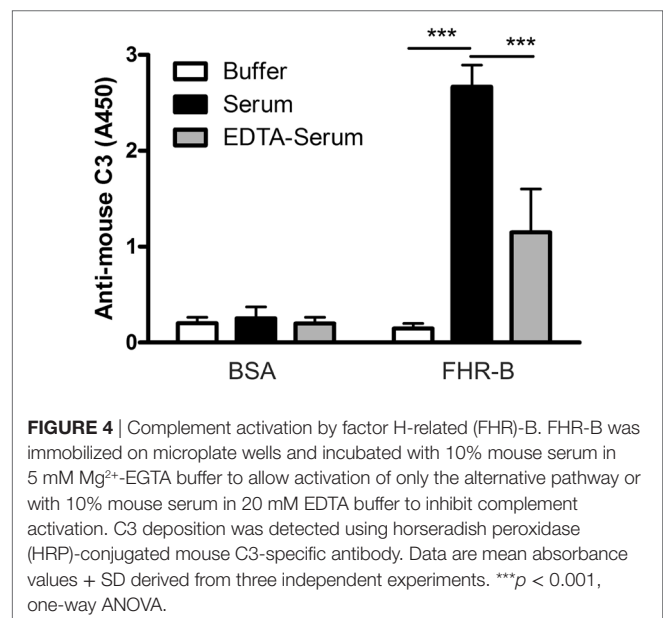 *** ***
3
Buffer
Serum
2
EDTA-Serum
Anti-mouse C3 (A450)
1
0
BSA FHR-B
FIGURE 4 | Complement activation by factor H-related (FHR)-B. FHR-B was
immobilized on microplate wells and incubated with 10% mouse serum in
5 mM Mg²⁺-EGTA buffer to allow activation of only the alternative pathway or
with 10% mouse serum in 20 mM EDTA buffer to inhibit complement
activation. C3 deposition was detected using horseradish peroxidase
(HRP)-conjugated mouse C3-specific antibody. Data are mean absorbance
values + SD derived from three independent experiments. ***p < 0.001,
one-way ANOVA.